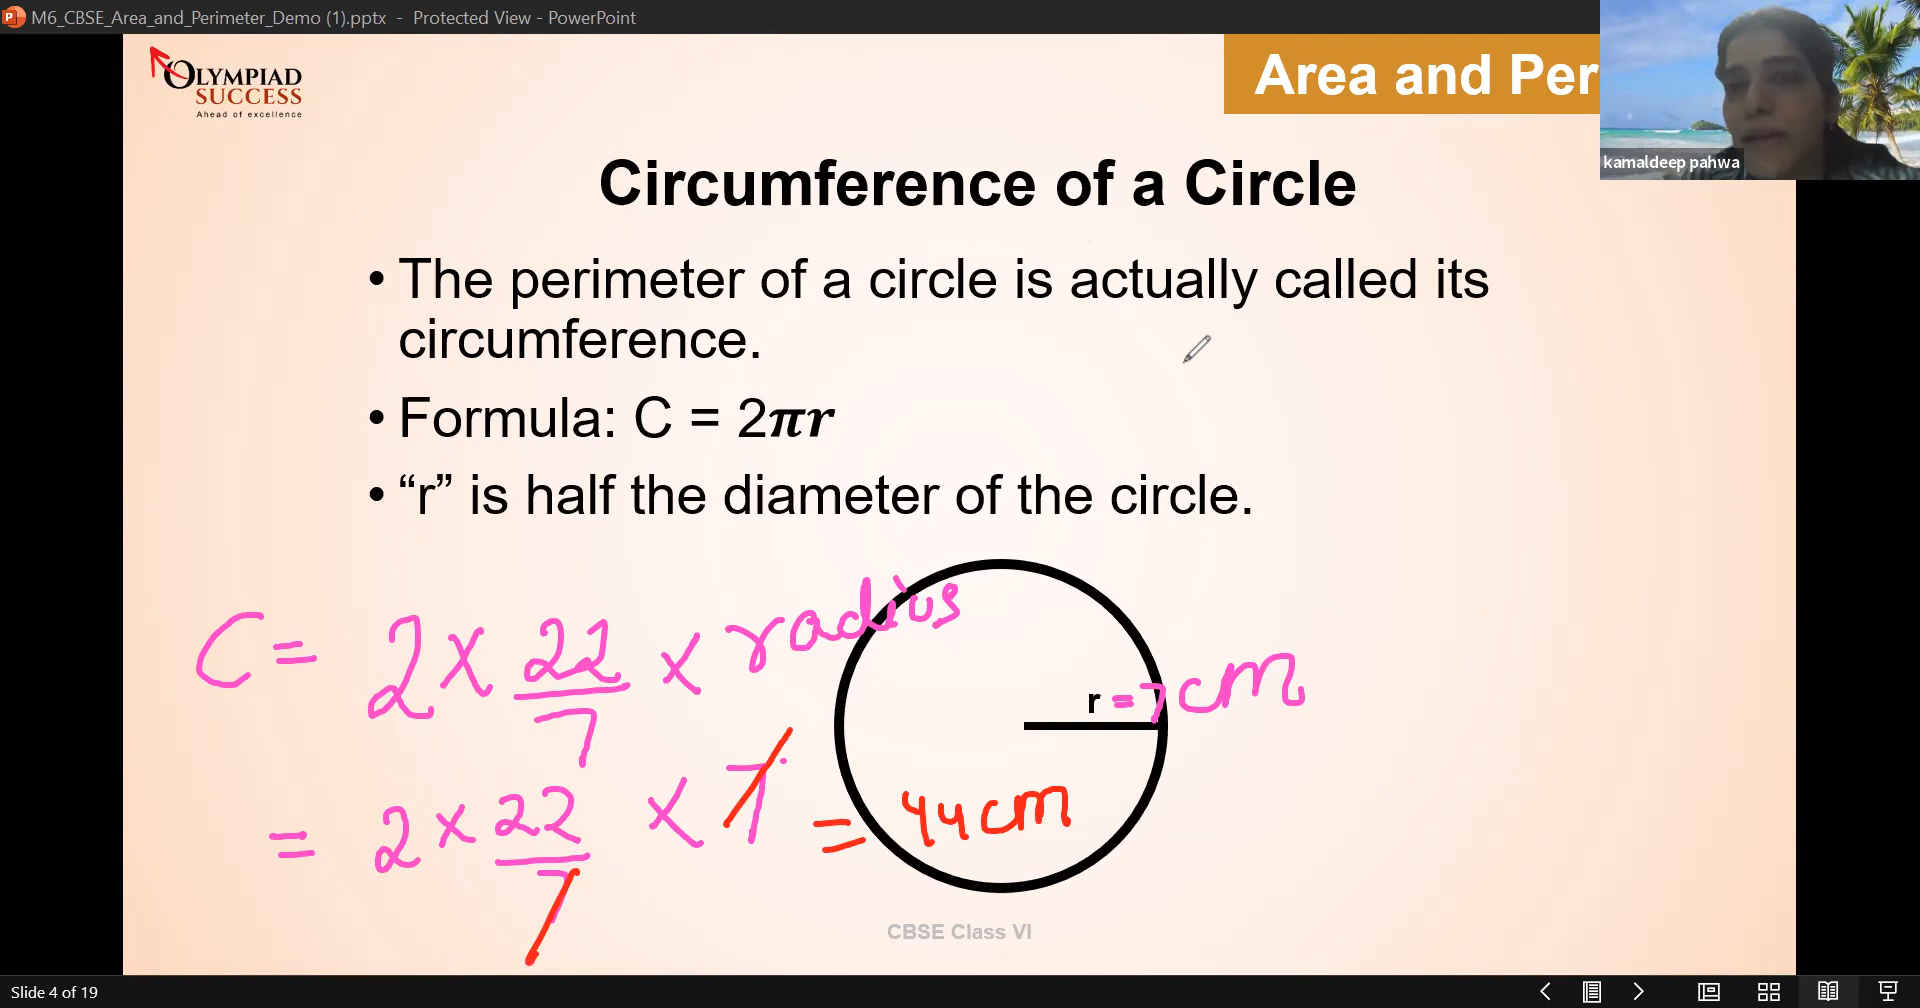 M6_CBSE_Area_and_Perimeter_Demo (1).pptx - Protected View - PowerPoint
OLYMPIAD
SUCCESS
Ahead of excellence
Area and Per
kamaldeep pahwa
Circumference of a Circle
• The perimeter of a circle is actually called its
circumference.
• Formula: C = 2πr
• “r” is half the diameter of the circle.
C = 2 × 22/7 × radius
r = 7cm
= 2 × 22/7 × 7 = 44cm
CBSE Class VI
Slide 4 of 19